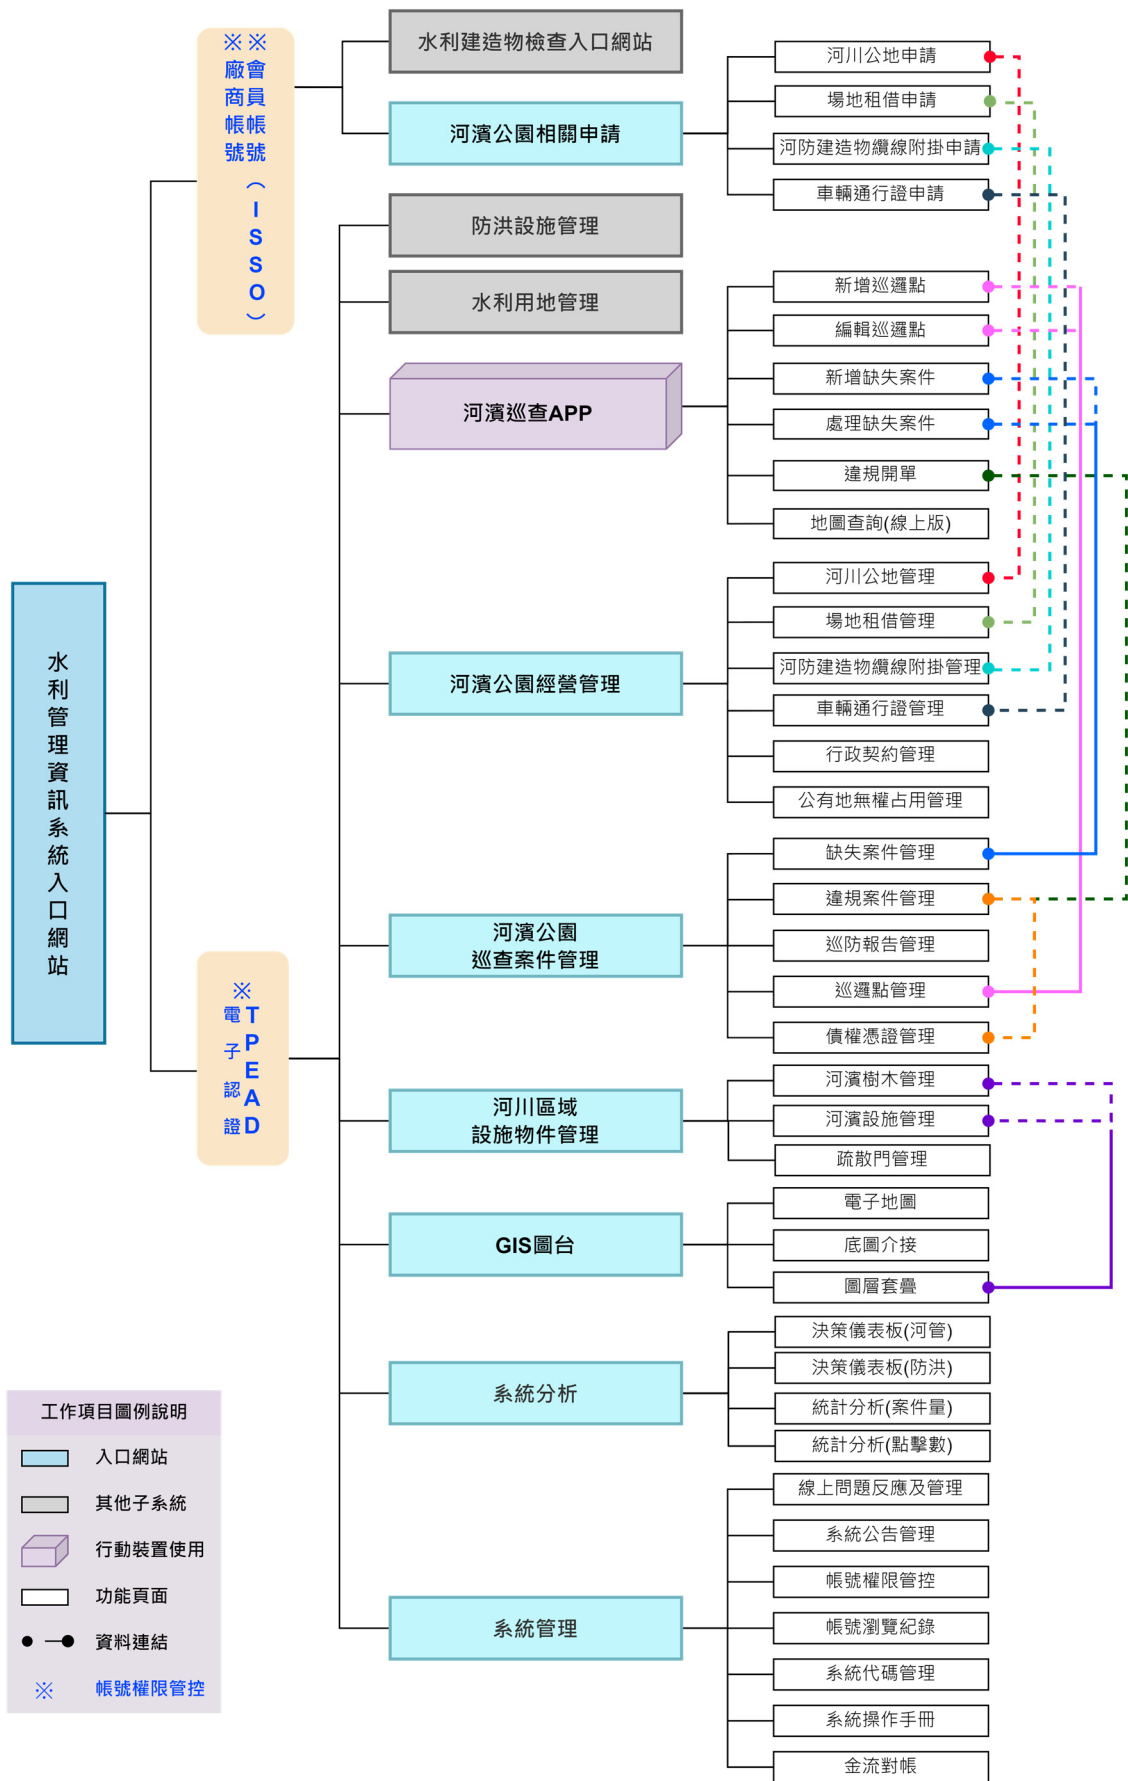 水利管理資訊系統入口網站
※會員帳號（ISSO）
※廠商帳號
水利建造物檢查入口網站
河濱公園相關申請
河川公地申請
場地租借申請
河防建造物纜線附掛申請
車輛通行證申請
※
TPEAD
電子認證
防洪設施管理
水利用地管理
河濱巡查APP
新增巡邏點
編輯巡邏點
新增缺失案件
處理缺失案件
違規開單
地圖查詢(線上版)
河濱公園經營管理
河川公地管理
場地租借管理
河防建造物纜線附掛管理
車輛通行證管理
行政契約管理
公有地無權占用管理
河濱公園
巡查案件管理
缺失案件管理
違規案件管理
巡防報告管理
巡邏點管理
債權憑證管理
河川區域
設施物件管理
河濱樹木管理
河濱設施管理
疏散門管理
GIS圖台
電子地圖
底圖介接
圖層套疊
系統分析
決策儀表板(河管)
決策儀表板(防洪)
統計分析(案件量)
統計分析(點擊數)
系統管理
線上問題反應及管理
系統公告管理
帳號權限管控
帳號瀏覽紀錄
系統代碼管理
系統操作手冊
金流對帳
工作項目圖例說明
入口網站
其他子系統
行動裝置使用
功能頁面
資料連結
※ 帳號權限管控